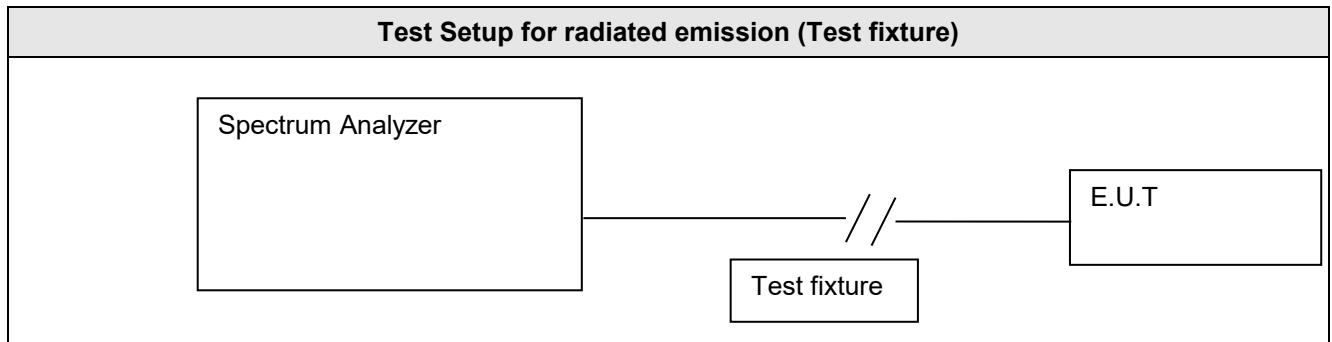 Test Setup for radiated emission (Test fixture)
Spectrum Analyzer
E.U.T
Test fixture